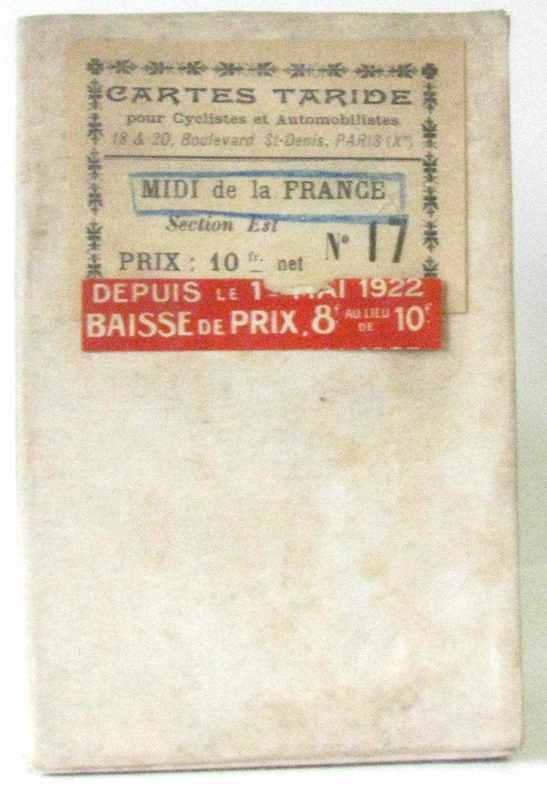 CARTES TARIDE
pour Cyclistes et Automobilistes
18 & 20, Boulevard St-Denis, PARIS (Xe)
MIDI de la FRANCE
Section Est
N° 17
PRIX : 10 fr. net
DEPUIS LE 1er MAI 1922
BAISSE DE PRIX. 8f AU LIEU DE 10f